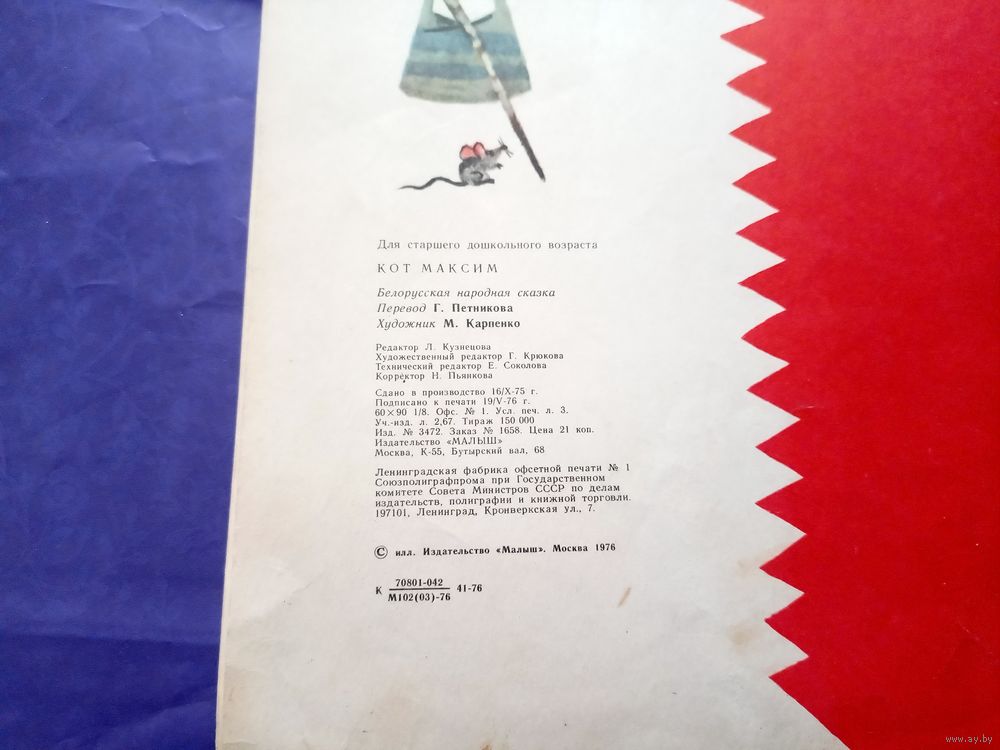 Для старшего дошкольного возраста
КОТ МАКСИМ
Белорусская народная сказка
Перевод Г. Петникова
Художник М. Карпенко
Редактор Л. Кузнецова
Художественный редактор Г. Крюкова
Технический редактор Е. Соколова
Корректор Н. Пьянкова
Сдано в производство 16/X-75 г.
Подписано к печати 19/V-76 г.
60×90 1/8. Офс. № 1. Усл. печ. л. 3.
Уч.-изд. л. 2,67. Тираж 150 000
Изд. № 3472. Заказ № 1658. Цена 21 коп.
Издательство «МАЛЫШ»
Москва, К-55, Бутырский вал, 68
Ленинградская фабрика офсетной печати № 1
Союзполиграфпрома при Государственном
комитете Совета Министров СССР по делам
издательств, полиграфии и книжной торговли.
197101, Ленинград, Кронверкская ул., 7.
© илл. Издательство «Малыш». Москва 1976
К 70801-042 41-76
М102(03)-76
www.ay.by